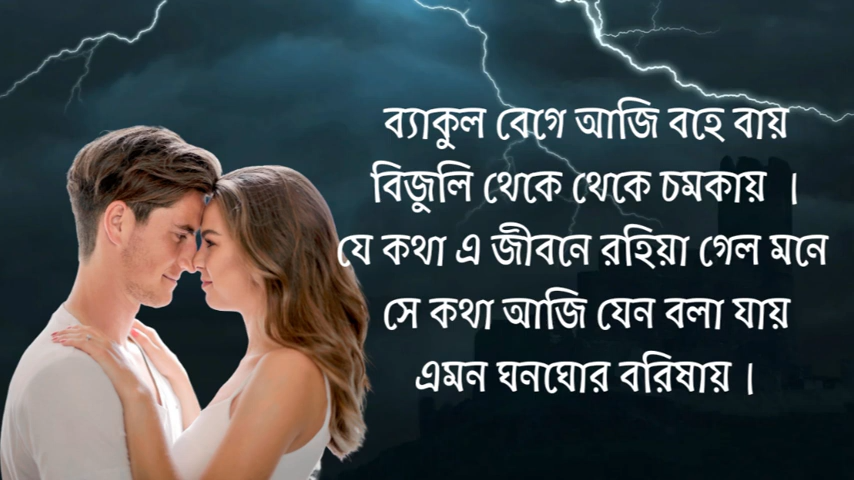 ব্যাকুল বেগে আজি বহে বায়
বিজুলি থেকে থেকে চমকায় ।
যে কথা এ জীবনে রহিয়া গেল মনে
সে কথা আজি যেন বলা যায়
এমন ঘনঘোর বরিষায় ।